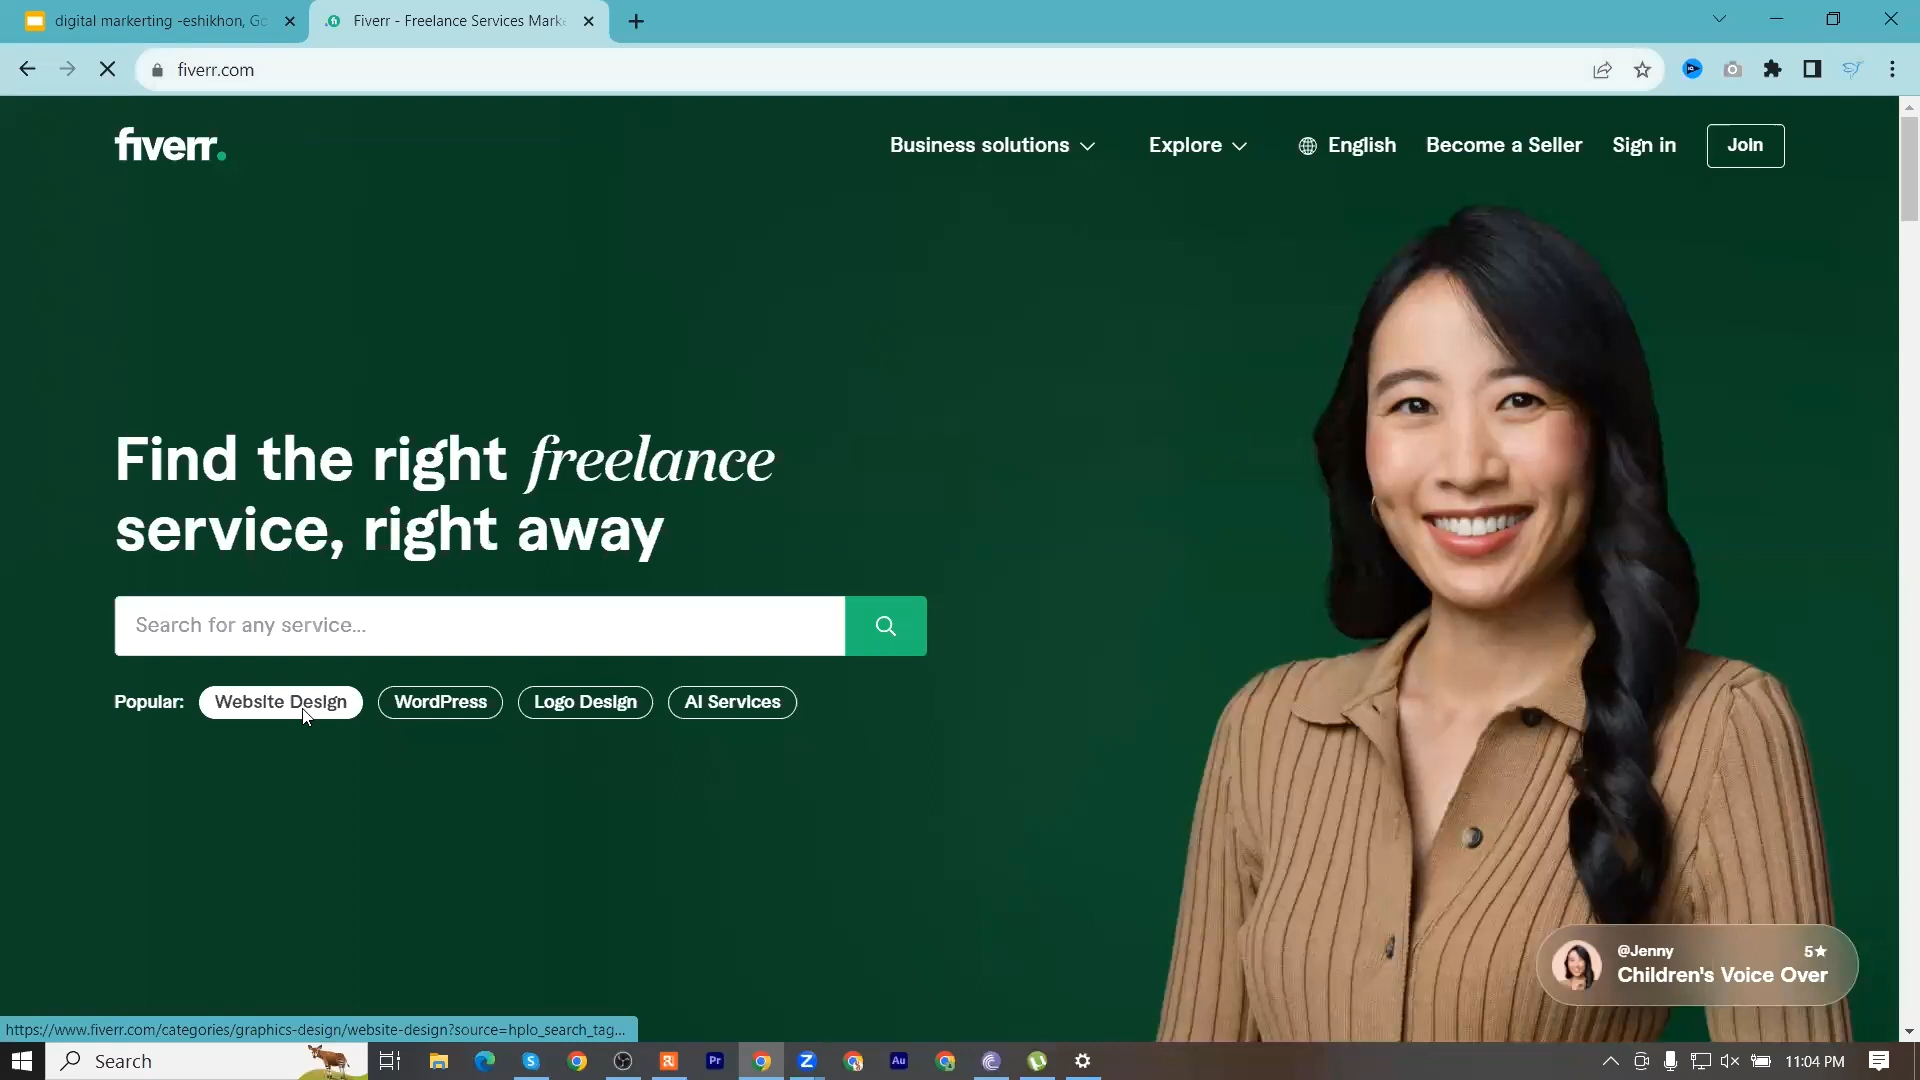 digital markerting -eshikhon, Go
Fiverr - Freelance Services Mark
fiverr.com
fiverr.
Business solutions
Explore
English
Become a Seller
Sign in
Join
Find the right freelance
service, right away
Search for any service...
Popular:
Website Design
WordPress
Logo Design
AI Services
@Jenny
5★
Children's Voice Over
https://www.fiverr.com/categories/graphics-design/website-design?source=hplo_search_tag...
Search
Pr
Au
11:04 PM